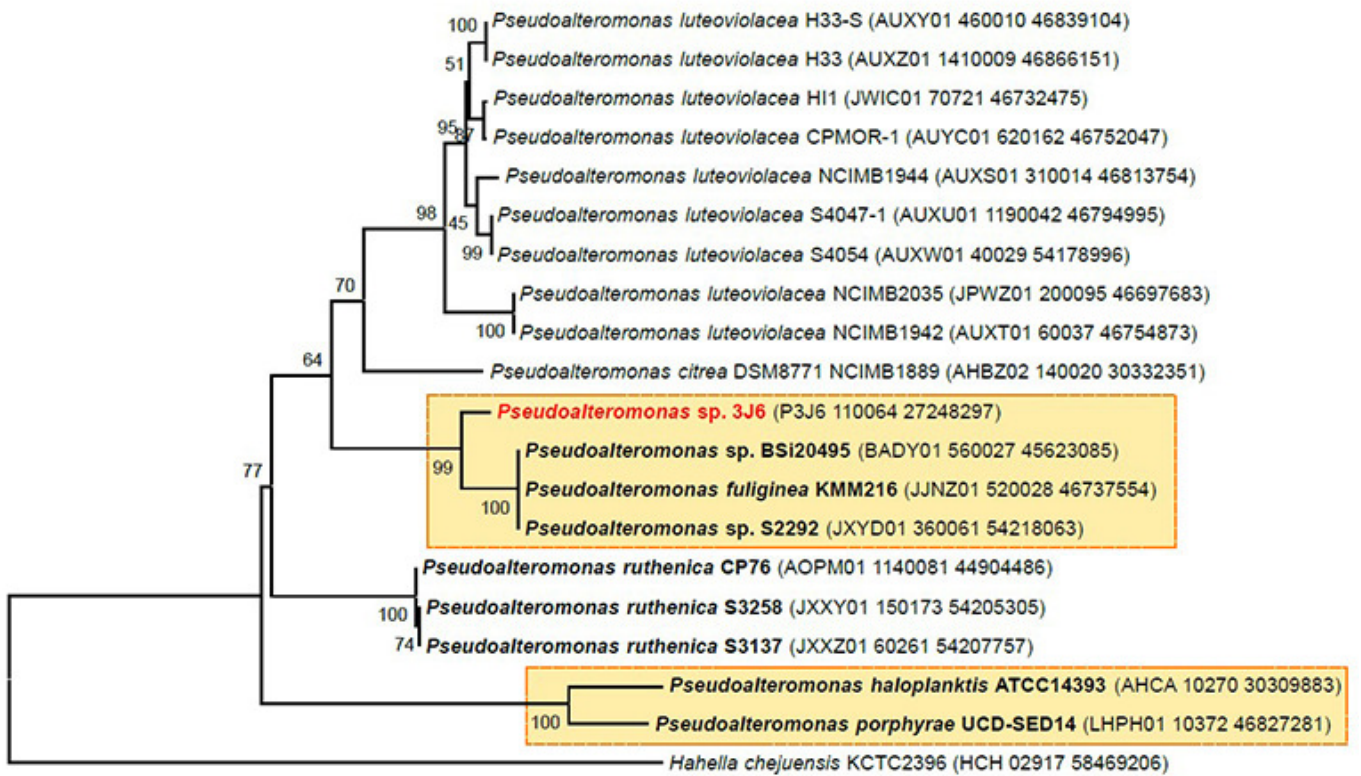 Pseudoalteromonas luteoviolacea H33-S (AUXY01 460010 46839104)
100
Pseudoalteromonas luteoviolacea H33 (AUXZ01 1410009 46866151)
51
Pseudoalteromonas luteoviolacea HI1 (JWIC01 70721 46732475)
95
87
Pseudoalteromonas luteoviolacea CPMOR-1 (AUYC01 620162 46752047)
Pseudoalteromonas luteoviolacea NCIMB1944 (AUXS01 310014 46813754)
98
45
Pseudoalteromonas luteoviolacea S4047-1 (AUXU01 1190042 46794995)
99
Pseudoalteromonas luteoviolacea S4054 (AUXW01 40029 54178996)
70
Pseudoalteromonas luteoviolacea NCIMB2035 (JPWZ01 200095 46697683)
100
Pseudoalteromonas luteoviolacea NCIMB1942 (AUXT01 60037 46754873)
64
Pseudoalteromonas citrea DSM8771 NCIMB1889 (AHBZ02 140020 30332351)
Pseudoalteromonas sp. 3J6 (P3J6 110064 27248297)
Pseudoalteromonas sp. BSi20495 (BADY01 560027 45623085)
77
99
Pseudoalteromonas fuliginea KMM216 (JJNZ01 520028 46737554)
100
Pseudoalteromonas sp. S2292 (JXYD01 360061 54218063)
Pseudoalteromonas ruthenica CP76 (AOPM01 1140081 44904486)
100
Pseudoalteromonas ruthenica S3258 (JXXY01 150173 54205305)
74
Pseudoalteromonas ruthenica S3137 (JXXZ01 60261 54207757)
Pseudoalteromonas haloplanktis ATCC14393 (AHCA 10270 30309883)
100
Pseudoalteromonas porphyrae UCD-SED14 (LHPH01 10372 46827281)
Hahella chejuensis KCTC2396 (HCH 02917 58469206)